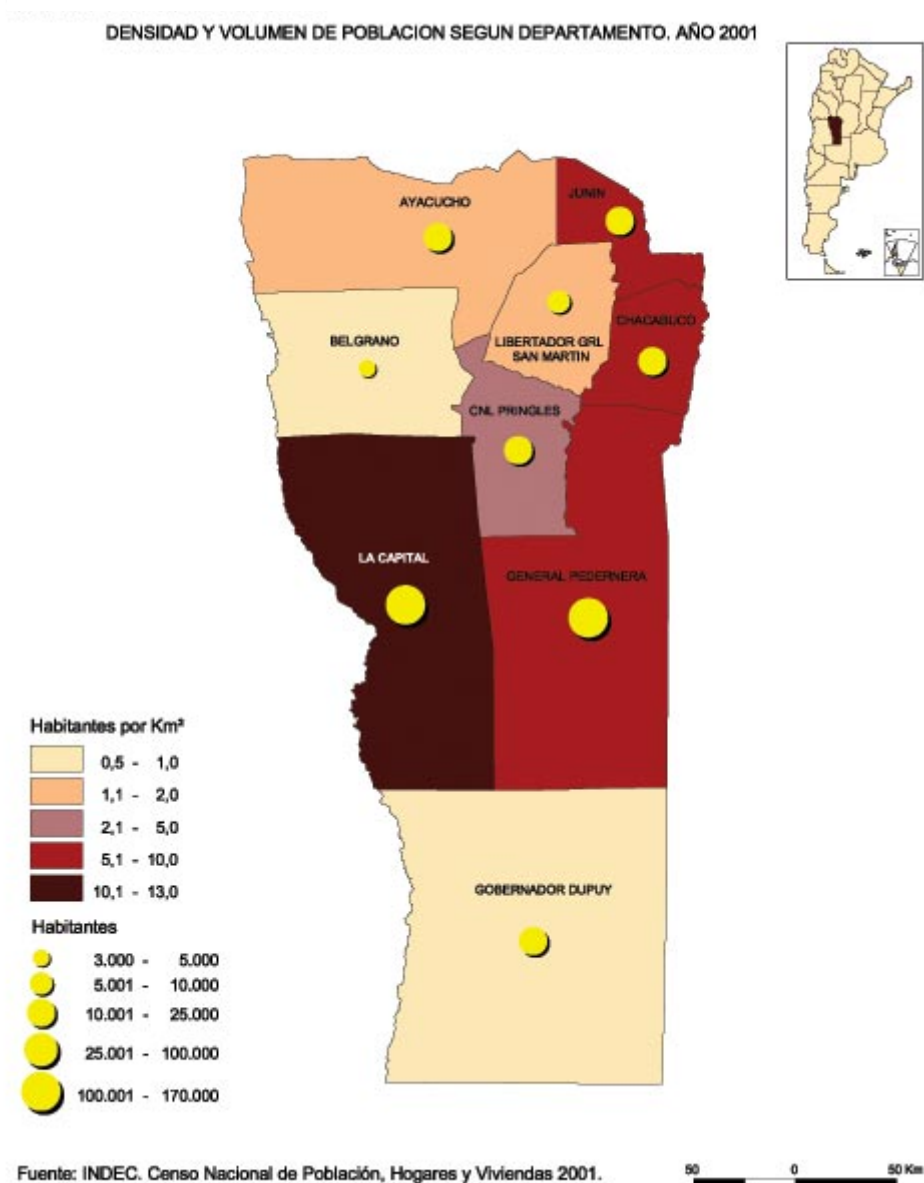 DENSIDAD Y VOLUMEN DE POBLACION SEGUN DEPARTAMENTO. AÑO 2001
AYACUCHO
JUNIN
BELGRANO
LIBERTADOR GRL
SAN MARTIN
CHACABUCO
CNL PRINGLES
LA CAPITAL
GENERAL PEDERNERA
GOBERNADOR DUPUY
Habitantes por Km²
0,5 - 1,0
1,1 - 2,0
2,1 - 5,0
5,1 - 10,0
10,1 - 13,0
Habitantes
3.000 - 5.000
5.001 - 10.000
10.001 - 25.000
25.001 - 100.000
100.001 - 170.000
Fuente: INDEC. Censo Nacional de Población, Hogares y Viviendas 2001.
50 0 50 Km